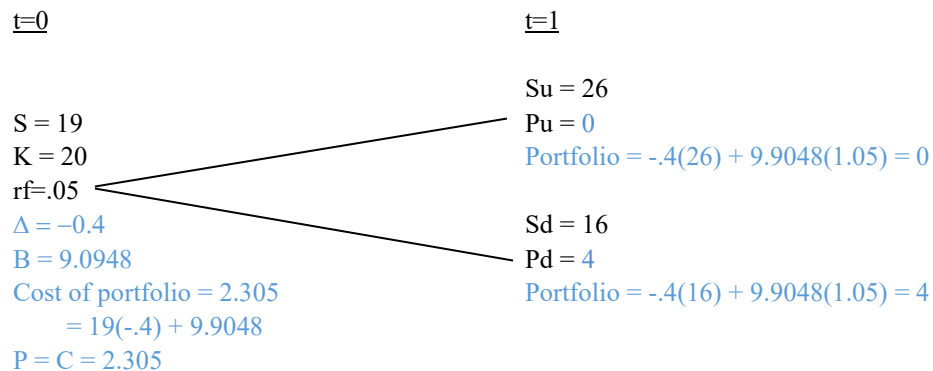 t=0
t=1
S = 19
K = 20
rf=.05
Δ = −0.4
B = 9.0948
Cost of portfolio = 2.305
= 19(-.4) + 9.9048
P = C = 2.305
Su = 26
Pu = 0
Portfolio = -.4(26) + 9.9048(1.05) = 0
Sd = 16
Pd = 4
Portfolio = -.4(16) + 9.9048(1.05) = 4